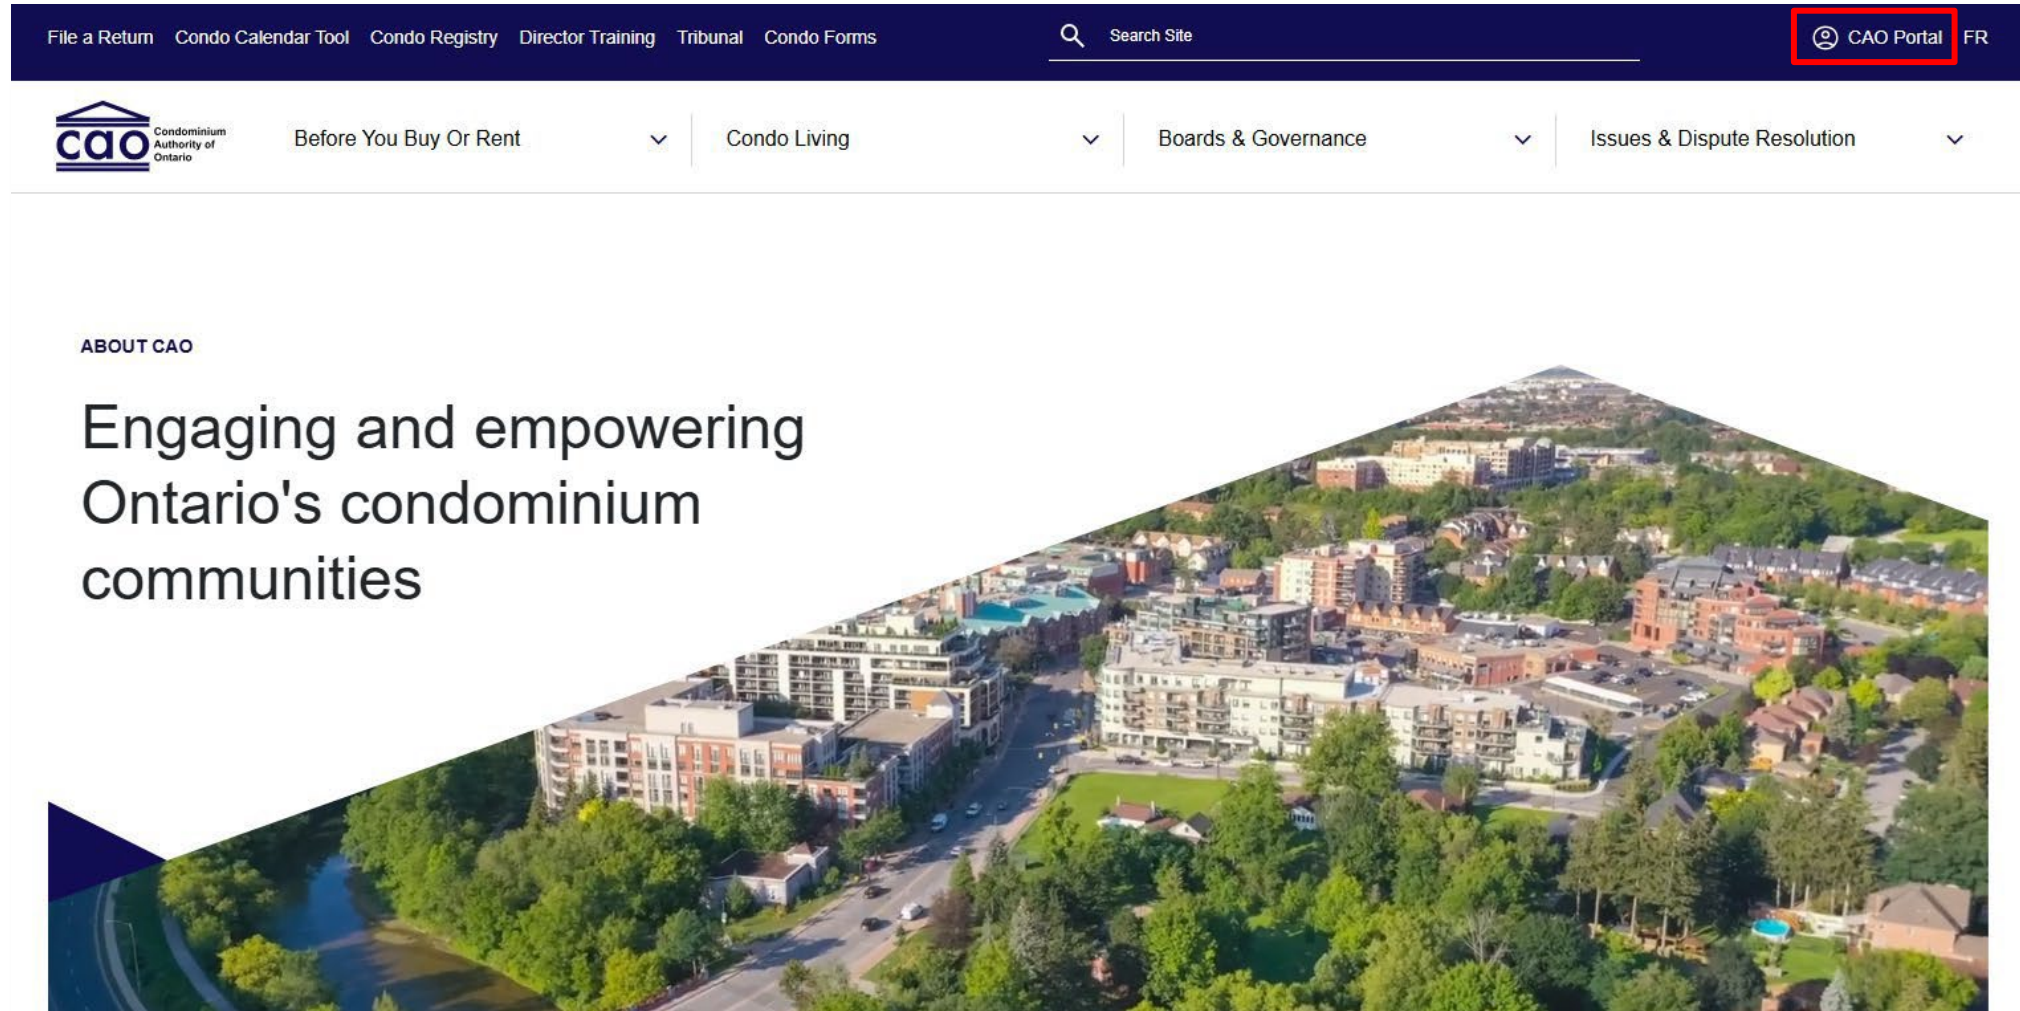 File a Return Condo Calendar Tool Condo Registry Director Training Tribunal Condo Forms Search Site CAO Portal FR
cao Condominium
Authority of
Ontario
Before You Buy Or Rent Condo Living Boards & Governance Issues & Dispute Resolution
ABOUT CAO
Engaging and empowering
Ontario's condominium
communities